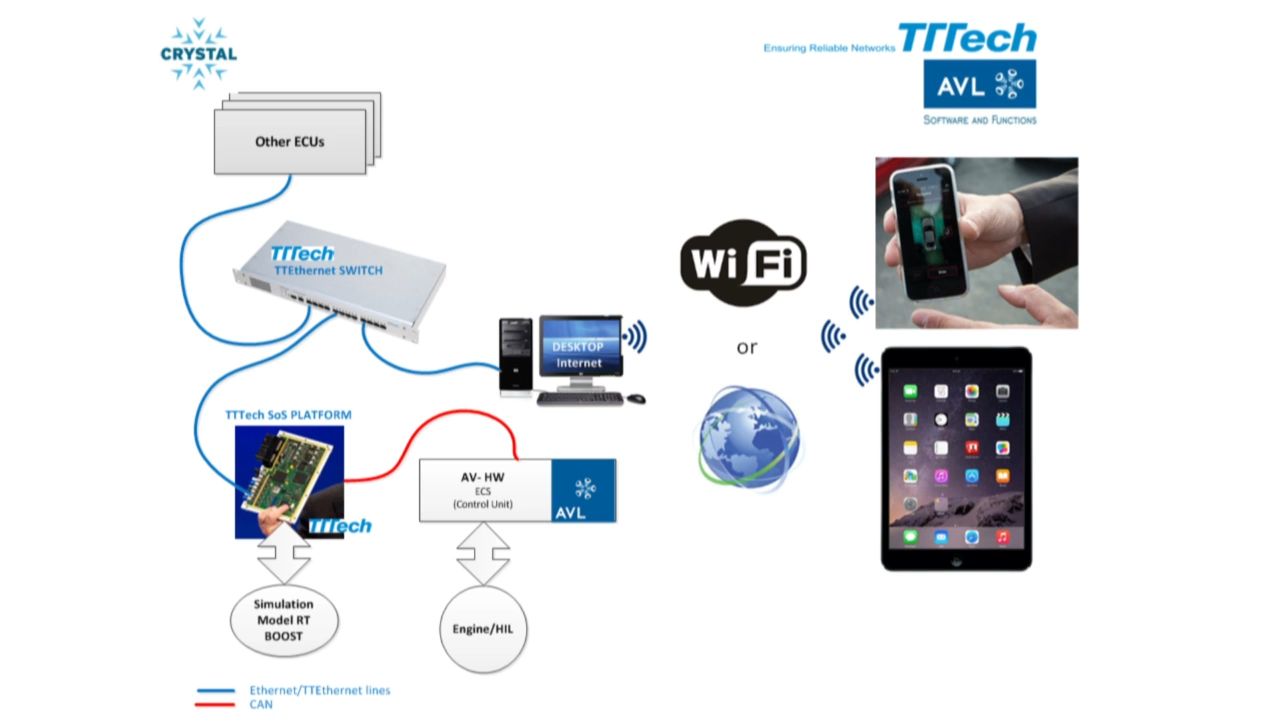 CRYSTAL
Ensuring Reliable Networks TTTech
AVL
SOFTWARE AND FUNCTIONS
Other ECUs
TTTech
TTEthernet SWITCH
Wi Fi
DESKTOP
Internet
or
TTTech SoS PLATFORM
AV- HW
ECS
(Control Unit)
AVL
TTTech
Simulation
Model RT
BOOST
Engine/HIL
Ethernet/TTEthernet lines
CAN